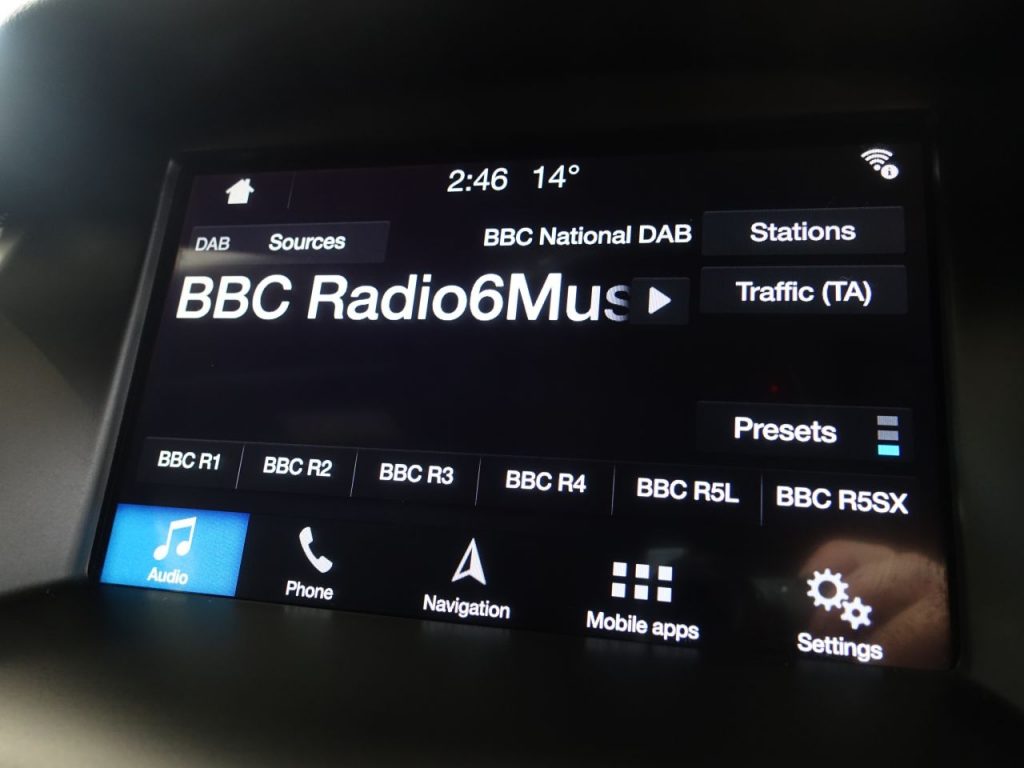 2:46 14°
DAB Sources
BBC National DAB
Stations
BBC Radio6Mus
Traffic (TA)
Presets
BBC R1 BBC R2 BBC R3 BBC R4 BBC R5L BBC R5SX
Audio Phone Navigation Mobile apps Settings